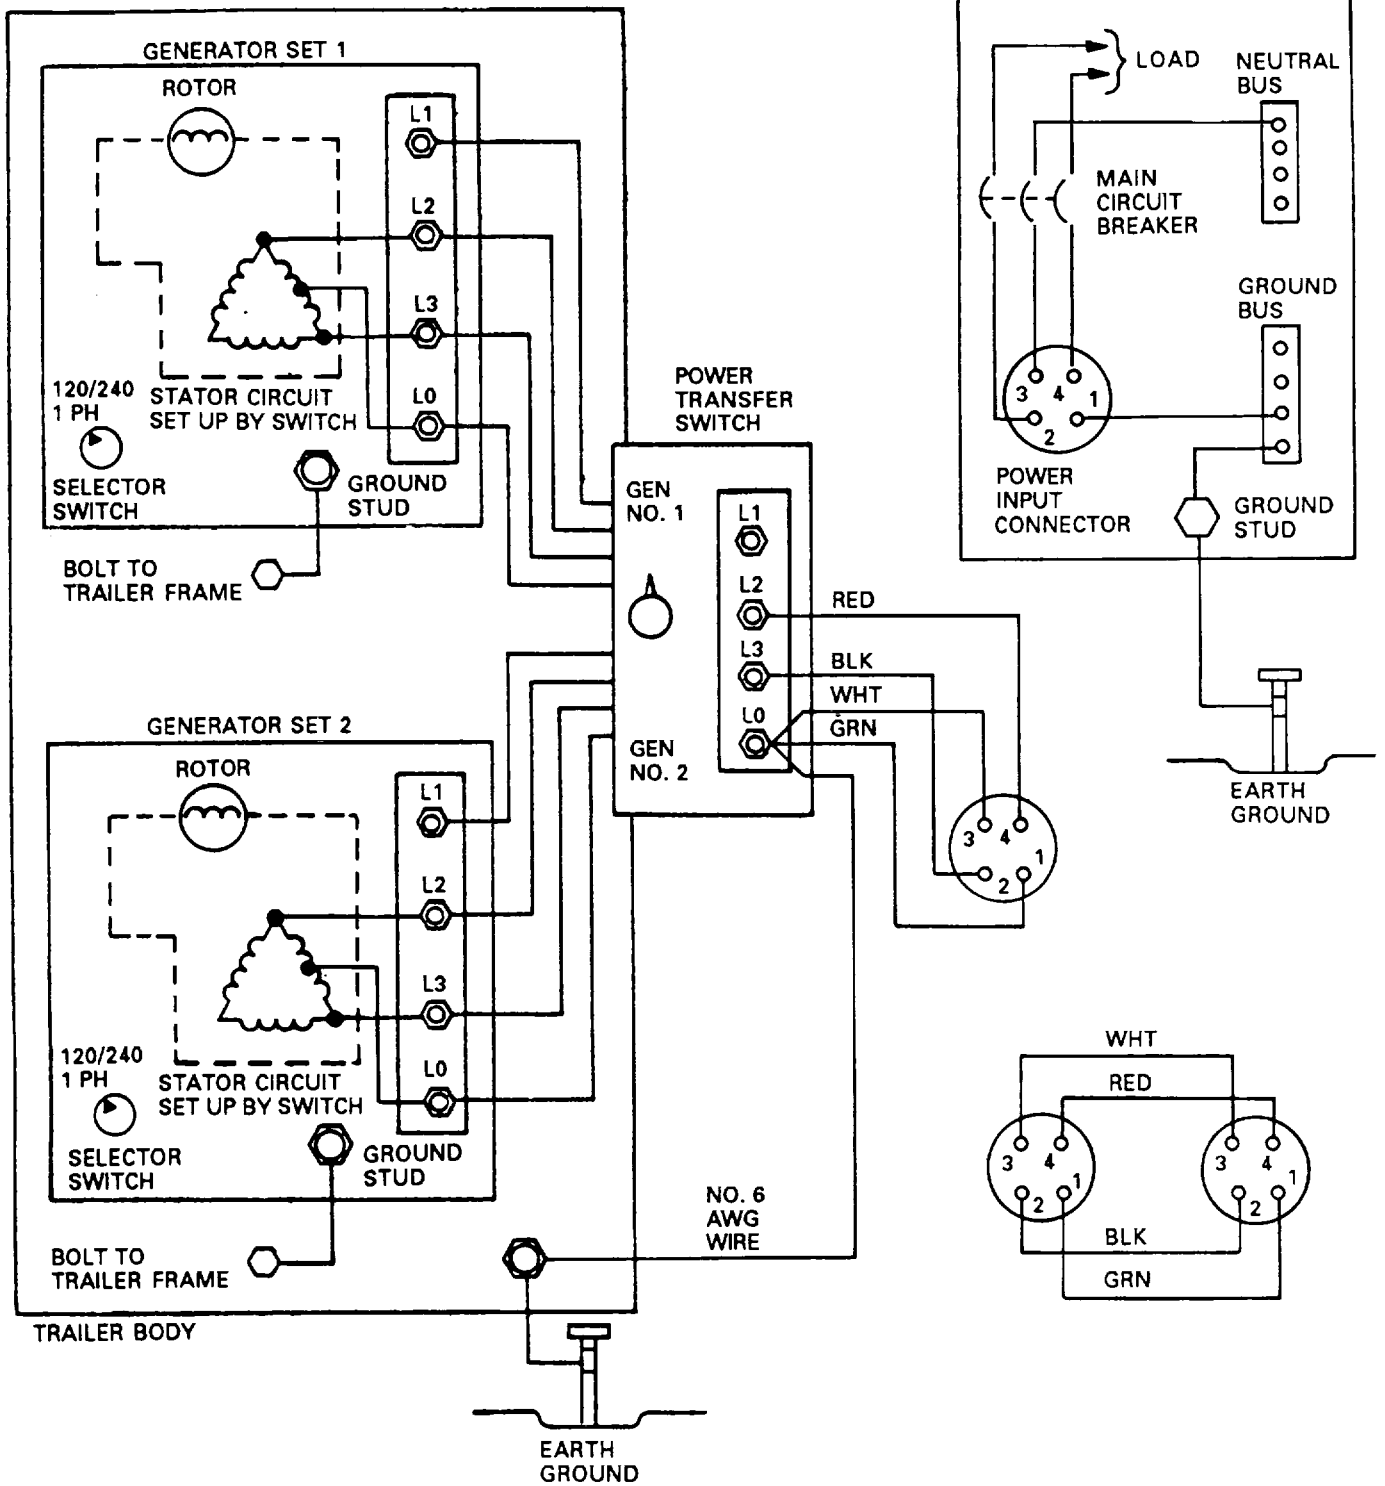 GENERATOR SET 1
ROTOR
L1
L2
L3
L0
120/240
1 PH
STATOR CIRCUIT
SET UP BY SWITCH
SELECTOR
SWITCH
GROUND
STUD
BOLT TO
TRAILER FRAME
GENERATOR SET 2
ROTOR
L1
L2
L3
L0
120/240
1 PH
STATOR CIRCUIT
SET UP BY SWITCH
SELECTOR
SWITCH
GROUND
STUD
BOLT TO
TRAILER FRAME
TRAILER BODY
POWER
TRANSFER
SWITCH
GEN
NO. 1
L1
L2
L3
L0
GEN
NO. 2
RED
BLK
WHT
GRN
3 4 1
2
NO. 6
AWG
WIRE
EARTH
GROUND
LOAD
NEUTRAL
BUS
MAIN
CIRCUIT
BREAKER
GROUND
BUS
3 4 1
2
POWER
INPUT
CONNECTOR
GROUND
STUD
EARTH
GROUND
WHT
RED
3 4 1
2
3 4 1
2
BLK
GRN